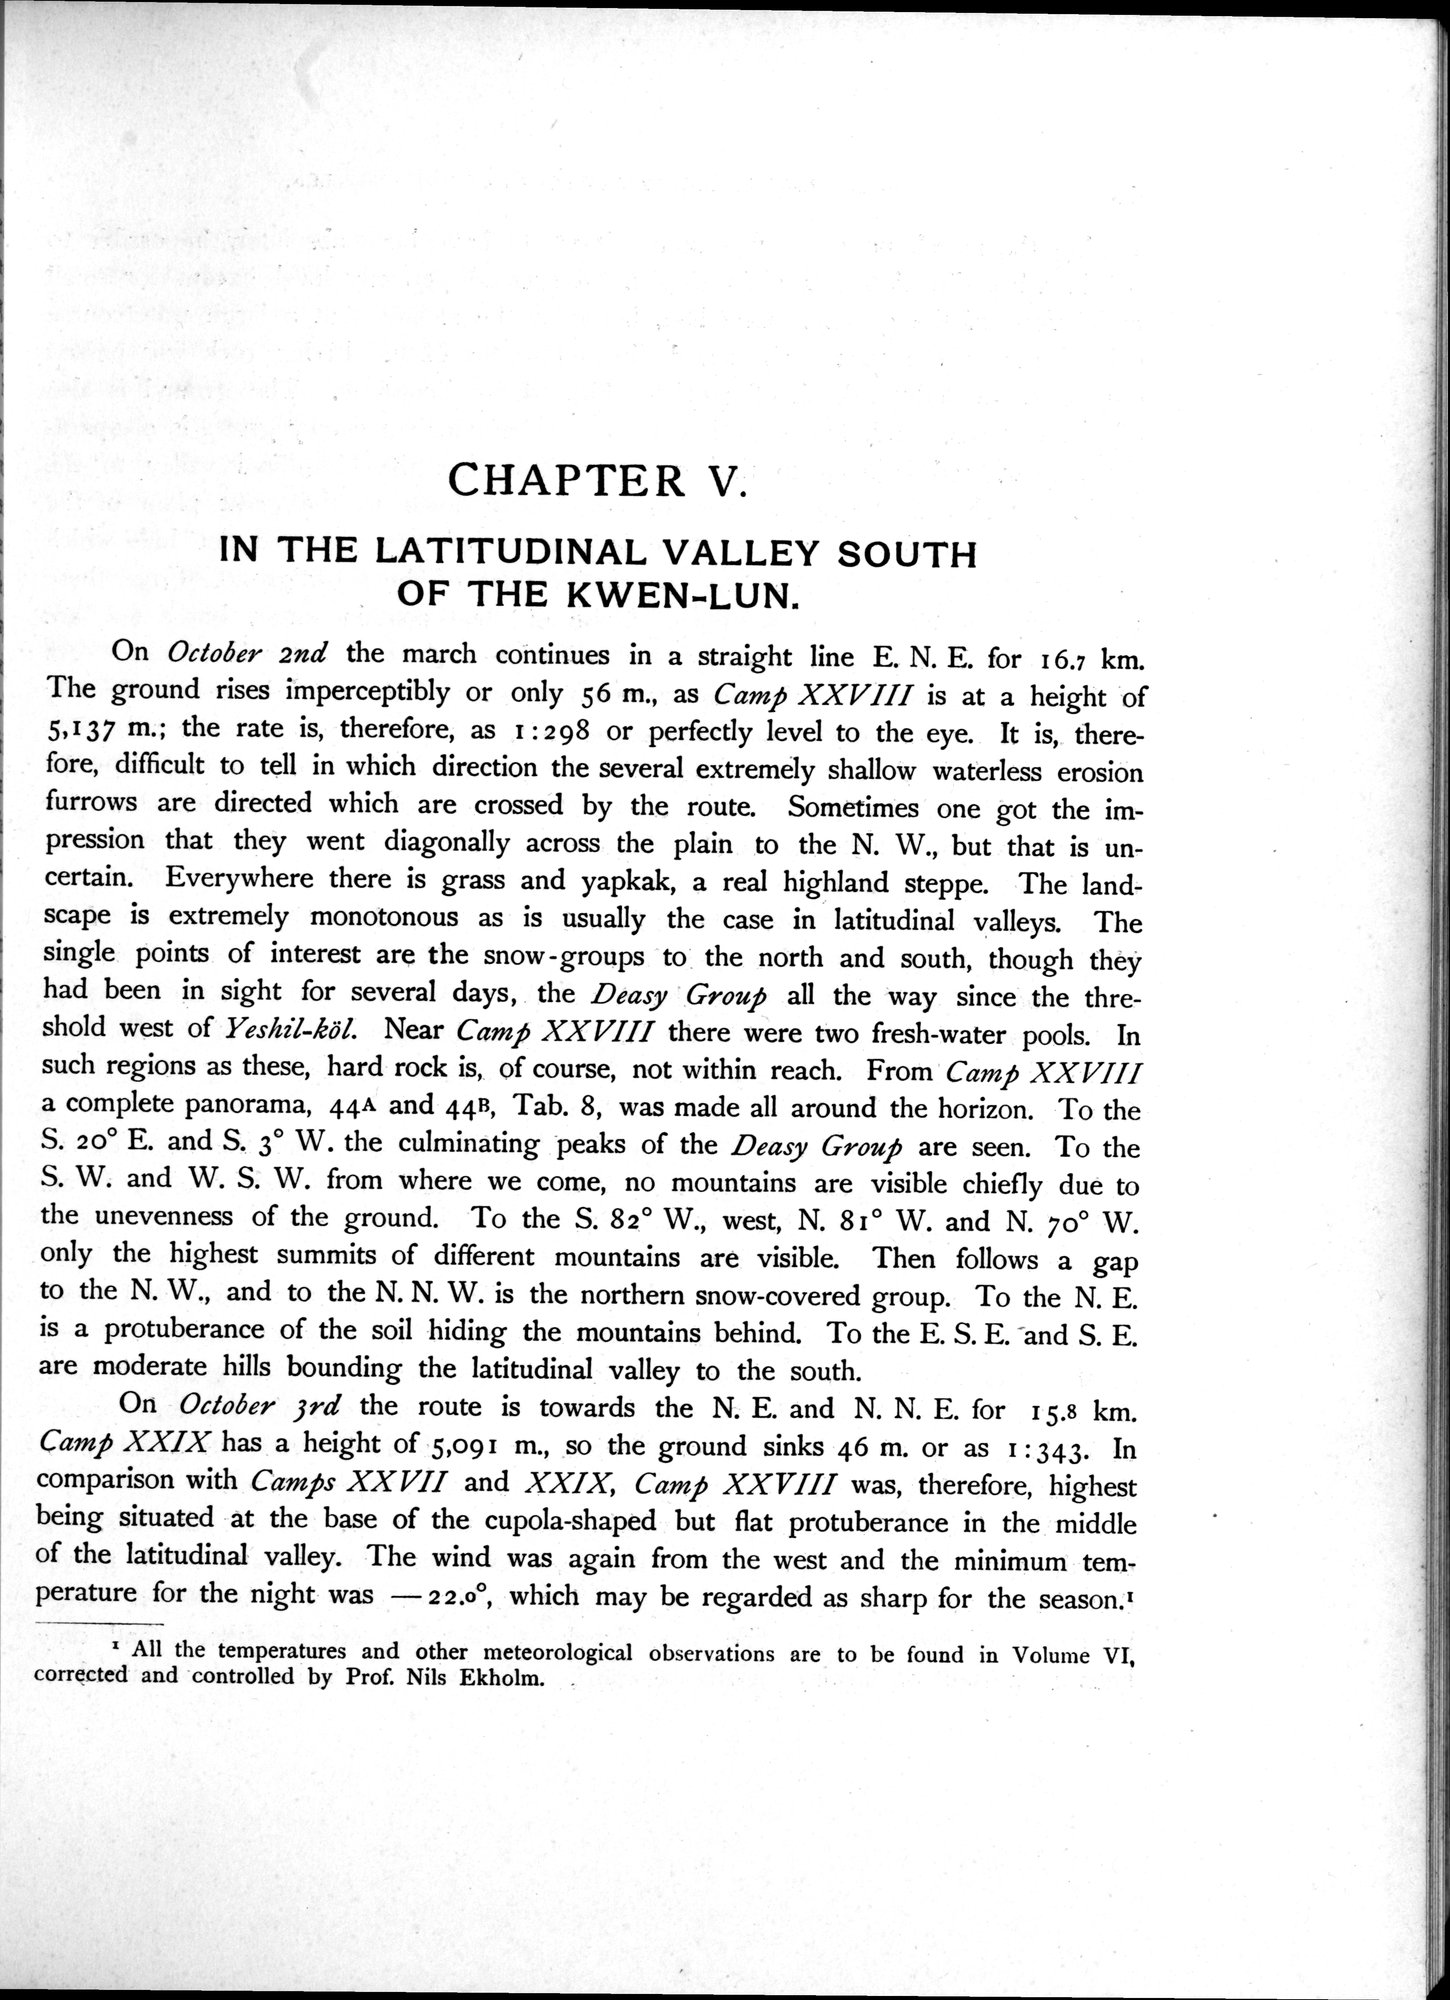 CHAPTER V.
IN THE LATITUDINAL VALLEY SOUTH
OF THE KWEN-LUN.
On October 2nd the march continues in a straight line E. N. E. for 16.7 km.
The ground rises imperceptibly or only 56 m., as Camp XXVIII is at a height of
5,137 m.; the rate is, therefore, as 1:298 or perfectly level to the eye. It is, there-
fore, difficult to tell in which direction the several extremely shallow waterless erosion
furrows are directed which are crossed by the route. Sometimes one got the im-
pression that they went diagonally across the plain to the N. W., but that is un-
certain. Everywhere there is grass and yapkak, a real highland steppe. The land-
scape is extremely monotonous as is usually the case in latitudinal valleys. The
single points of interest are the snow-groups to the north and south, though they
had been in sight for several days, the Deasy Group all the way since the thre-
shold west of Yeshil-köl. Near Camp XXVIII there were two fresh-water pools. In
such regions as these, hard rock is, of course, not within reach. From Camp XXVIII
a complete panorama, 44A and 44B, Tab. 8, was made all around the horizon. To the
S. 20° E. and S. 3° W. the culminating peaks of the Deasy Group are seen. To the
S. W. and W. S. W. from where we come, no mountains are visible chiefly due to
the unevenness of the ground. To the S. 82° W., west, N. 81° W. and N. 70° W.
only the highest summits of different mountains are visible. Then follows a gap
to the N. W., and to the N. N. W. is the northern snow-covered group. To the N. E.
is a protuberance of the soil hiding the mountains behind. To the E. S. E. and S. E.
are moderate hills bounding the latitudinal valley to the south.
On October 3rd the route is towards the N. E. and N. N. E. for 15.8 km.
Camp XXIX has a height of 5,091 m., so the ground sinks 46 m. or as 1:343. In
comparison with Camps XXVII and XXIX, Camp XXVIII was, therefore, highest
being situated at the base of the cupola-shaped but flat protuberance in the middle
of the latitudinal valley. The wind was again from the west and the minimum tem-
perature for the night was — 22.0°, which may be regarded as sharp for the season.¹
¹ All the temperatures and other meteorological observations are to be found in Volume VI,
corrected and controlled by Prof. Nils Ekholm.